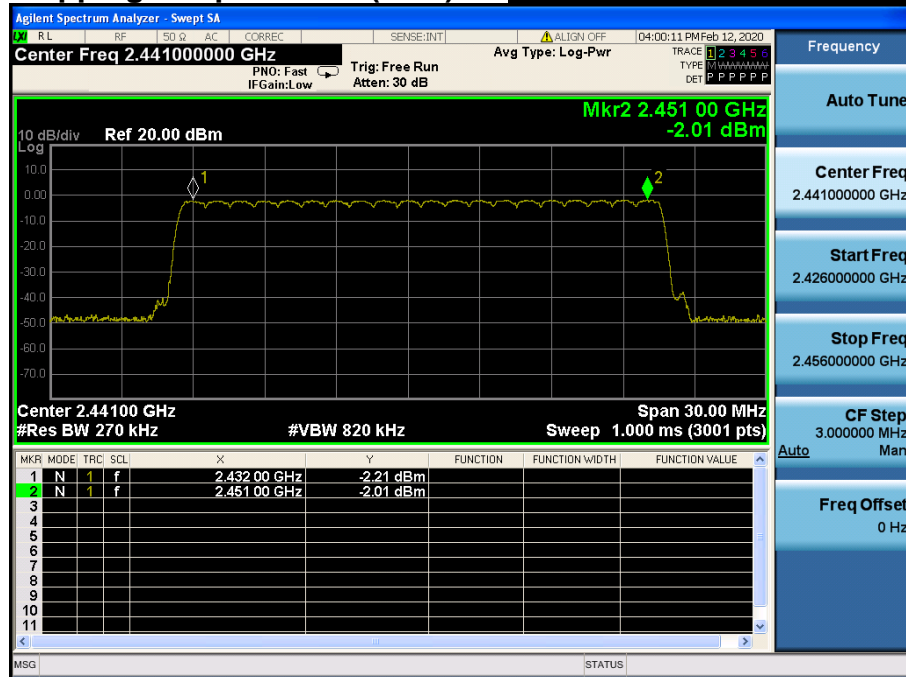 Agilent Spectrum Analyzer - Swept SA
RL RF 50 Ω AC CORREC SENSE:INT ALIGN OFF 04:00:11 PM Feb 12, 2020
Center Freq 2.441000000 GHz
Avg Type: Log-Pwr
TRACE 1 2 3 4 5 6
PNO: Fast
Trig: Free Run
TYPE M W W W W W
IFGain:Low
Atten: 30 dB
DET P P P P P P
Mkr2 2.451 00 GHz
-2.01 dBm
10 dB/div Ref 20.00 dBm
Log
1
2
10.0
0.00
-10.0
-20.0
-30.0
-40.0
-50.0
-60.0
-70.0
Center 2.44100 GHz Span 30.00 MHz
#Res BW 270 kHz #VBW 820 kHz Sweep 1.000 ms (3001 pts)
MKR MODE TRC SCL X Y FUNCTION FUNCTION WIDTH FUNCTION VALUE
1 N 1 f 2.432 00 GHz -2.21 dBm
2 N 1 f 2.451 00 GHz -2.01 dBm
3
4
5
6
7
8
9
10
11
MSG STATUS
Frequency
Auto Tune
Center Freq
2.441000000 GHz
Start Freq
2.426000000 GHz
Stop Freq
2.456000000 GHz
CF Step
3.000000 MHz
Auto Man
Freq Offset
0 Hz